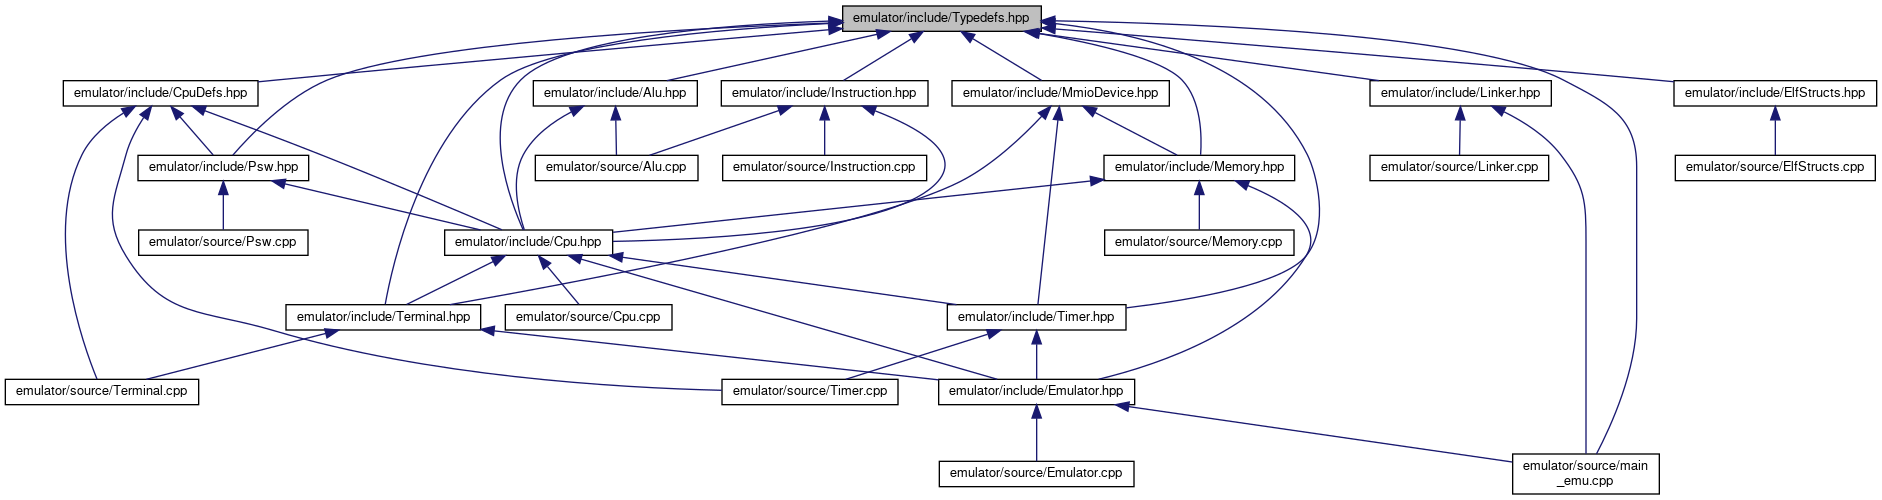 emulator/include/Typedefs.hpp
emulator/include/CpuDefs.hpp
emulator/include/Alu.hpp
emulator/include/Instruction.hpp
emulator/include/MmioDevice.hpp
emulator/include/Linker.hpp
emulator/include/ElfStructs.hpp
emulator/include/Psw.hpp
emulator/source/Alu.cpp
emulator/source/Instruction.cpp
emulator/include/Memory.hpp
emulator/source/Linker.cpp
emulator/source/ElfStructs.cpp
emulator/source/Psw.cpp
emulator/include/Cpu.hpp
emulator/source/Memory.cpp
emulator/include/Terminal.hpp
emulator/source/Cpu.cpp
emulator/include/Timer.hpp
emulator/source/Terminal.cpp
emulator/source/Timer.cpp
emulator/include/Emulator.hpp
emulator/source/Emulator.cpp
emulator/source/main
_emu.cpp